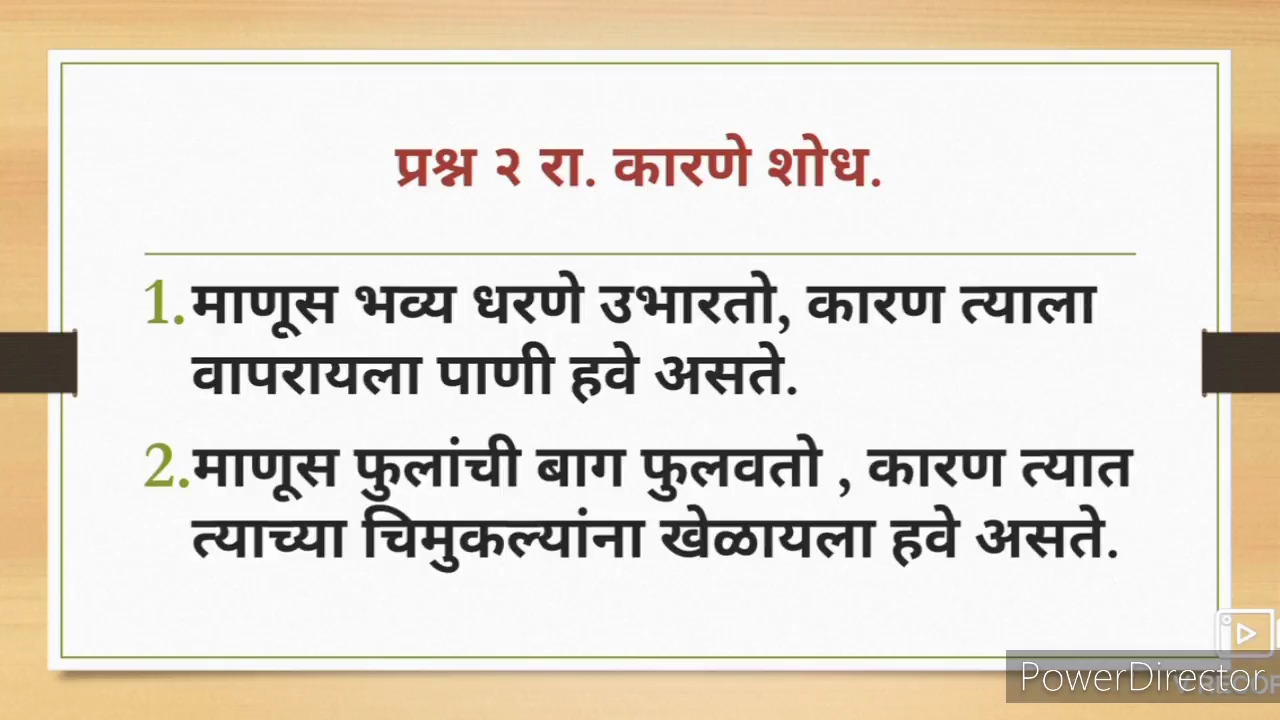 प्रश्न २ रा. कारणे शोध.
1. माणूस भव्य धरणे उभारतो, कारण त्याला
वापरायला पाणी हवे असते.
2. माणूस फुलांची बाग फुलवतो , कारण त्यात
त्याच्या चिमुकल्यांना खेळायला हवे असते.
PowerDirector